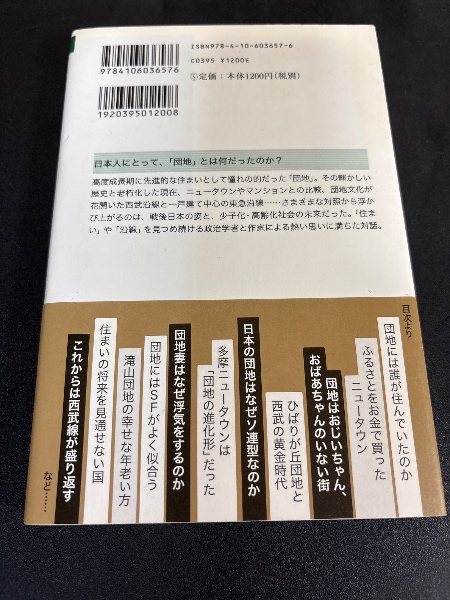 ISBN978-4-10-603657-6
C0395 ¥1200E
Ⓢ定価：本体1200円（税別）
9784106036576
1920395012008
日本人にとって、「団地」とは何だったのか？
高度成長期に先進的な住まいとして憧れの的だった「団地」。その輝かしい
歴史と老朽化した現在、ニュータウンやマンションとの比較、団地文化が
花開いた西武沿線と一戸建て中心の東急沿線……さまざまな対照から浮か
び上がるのは、戦後日本の姿と、少子化・高齢化社会の未来だった。「住ま
い」や「沿線」を見つめ続ける政治学者と作家による熱い思いに満ちた対話。
目次より
団地には誰が住んでいたのか
ふるさとをお金で買った
ニュータウン
団地はおじいちゃん、
おばあちゃんのいない街
ひばりが丘団地と
西武の黄金時代
日本の団地はなぜソ連型なのか
多摩ニュータウンは
「団地の進化形」だった
団地妻はなぜ浮気をするのか
団地にはSFがよく似合う
滝山団地の幸せな年老い方
住まいの将来を見通せない国
これからは西武線が盛り返す
など……